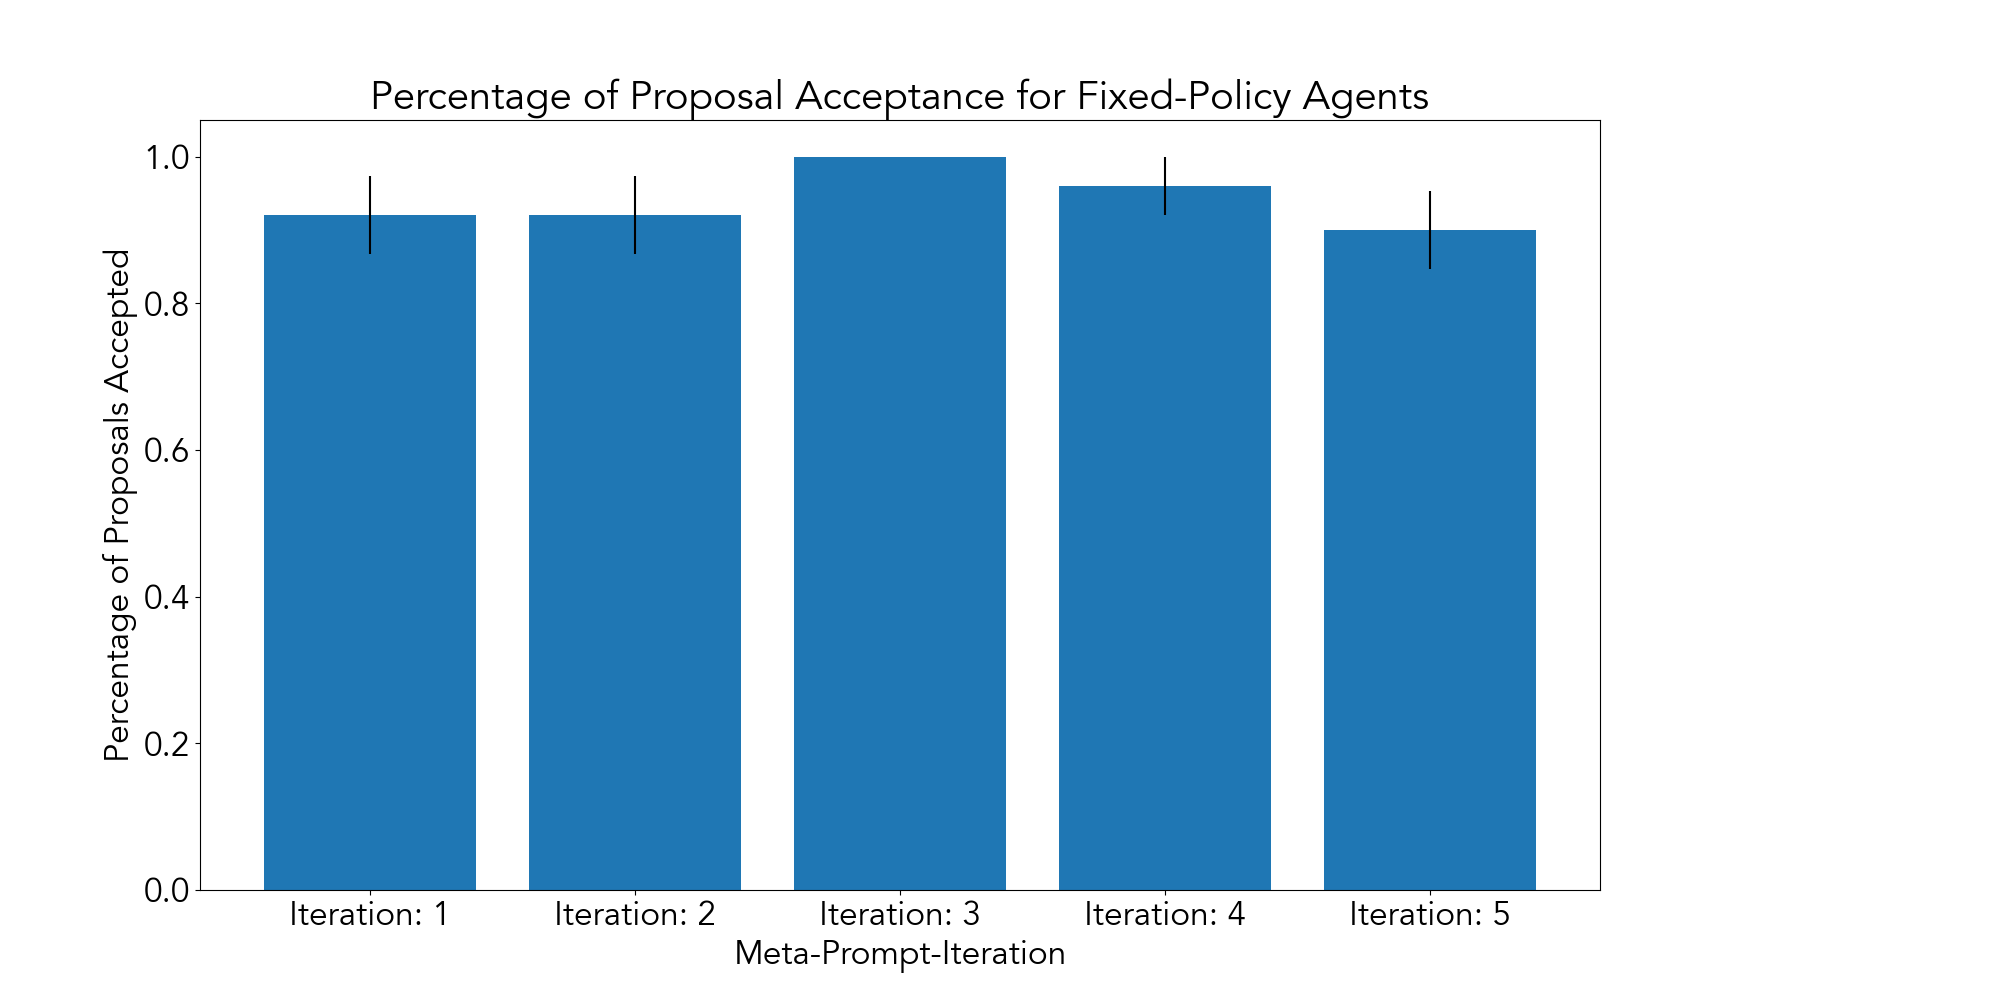 Percentage of Proposal Acceptance for Fixed-Policy Agents
Percentage of Proposals Accepted
1.0
0.8
0.6
0.4
0.2
0.0
Iteration: 1 Iteration: 2 Iteration: 3 Iteration: 4 Iteration: 5
Meta-Prompt-Iteration